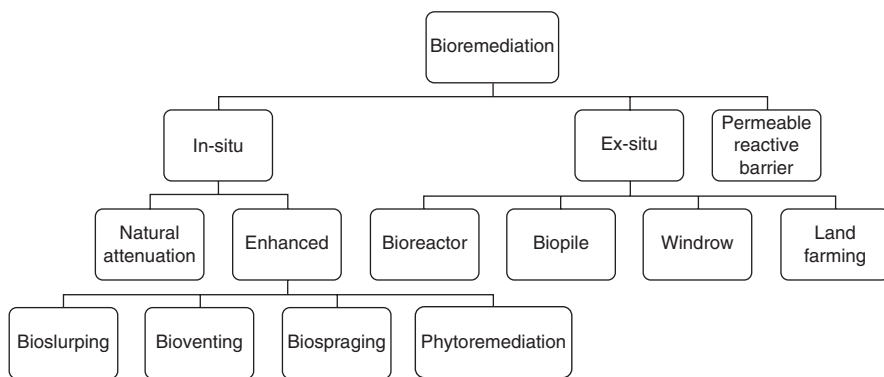 Bioremediation
In-situ
Ex-situ
Permeable
reactive
barrier
Natural
attenuation
Enhanced
Bioreactor
Biopile
Windrow
Land
farming
Bioslurping
Bioventing
Biospraging
Phytoremediation